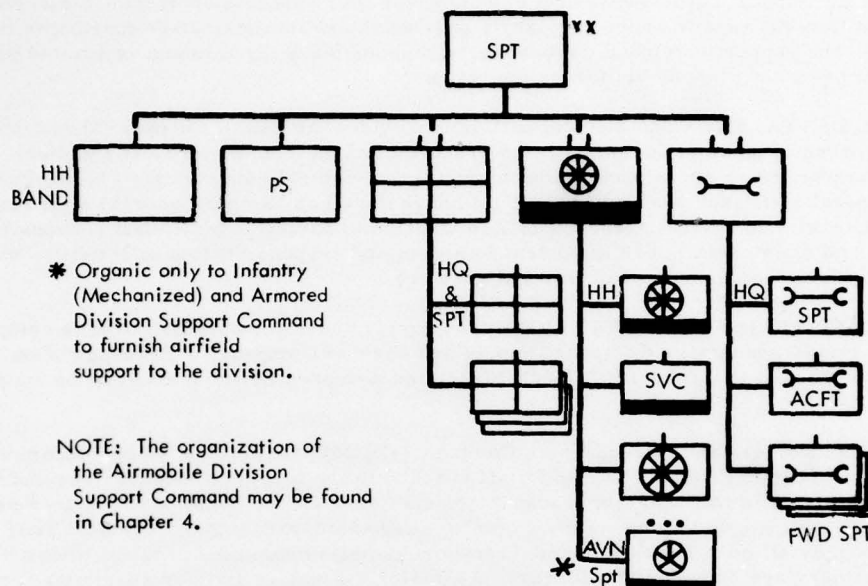 XX
SPT
HH
BAND
PS
* Organic only to Infantry
(Mechanized) and Armored
Division Support Command
to furnish airfield
support to the division.
NOTE: The organization of
the Airmobile Division
Support Command may be found
in Chapter 4.
HQ
&
SPT
HH
SVC
* AVN
Spt
HQ
SPT
ACFT
FWD SPT